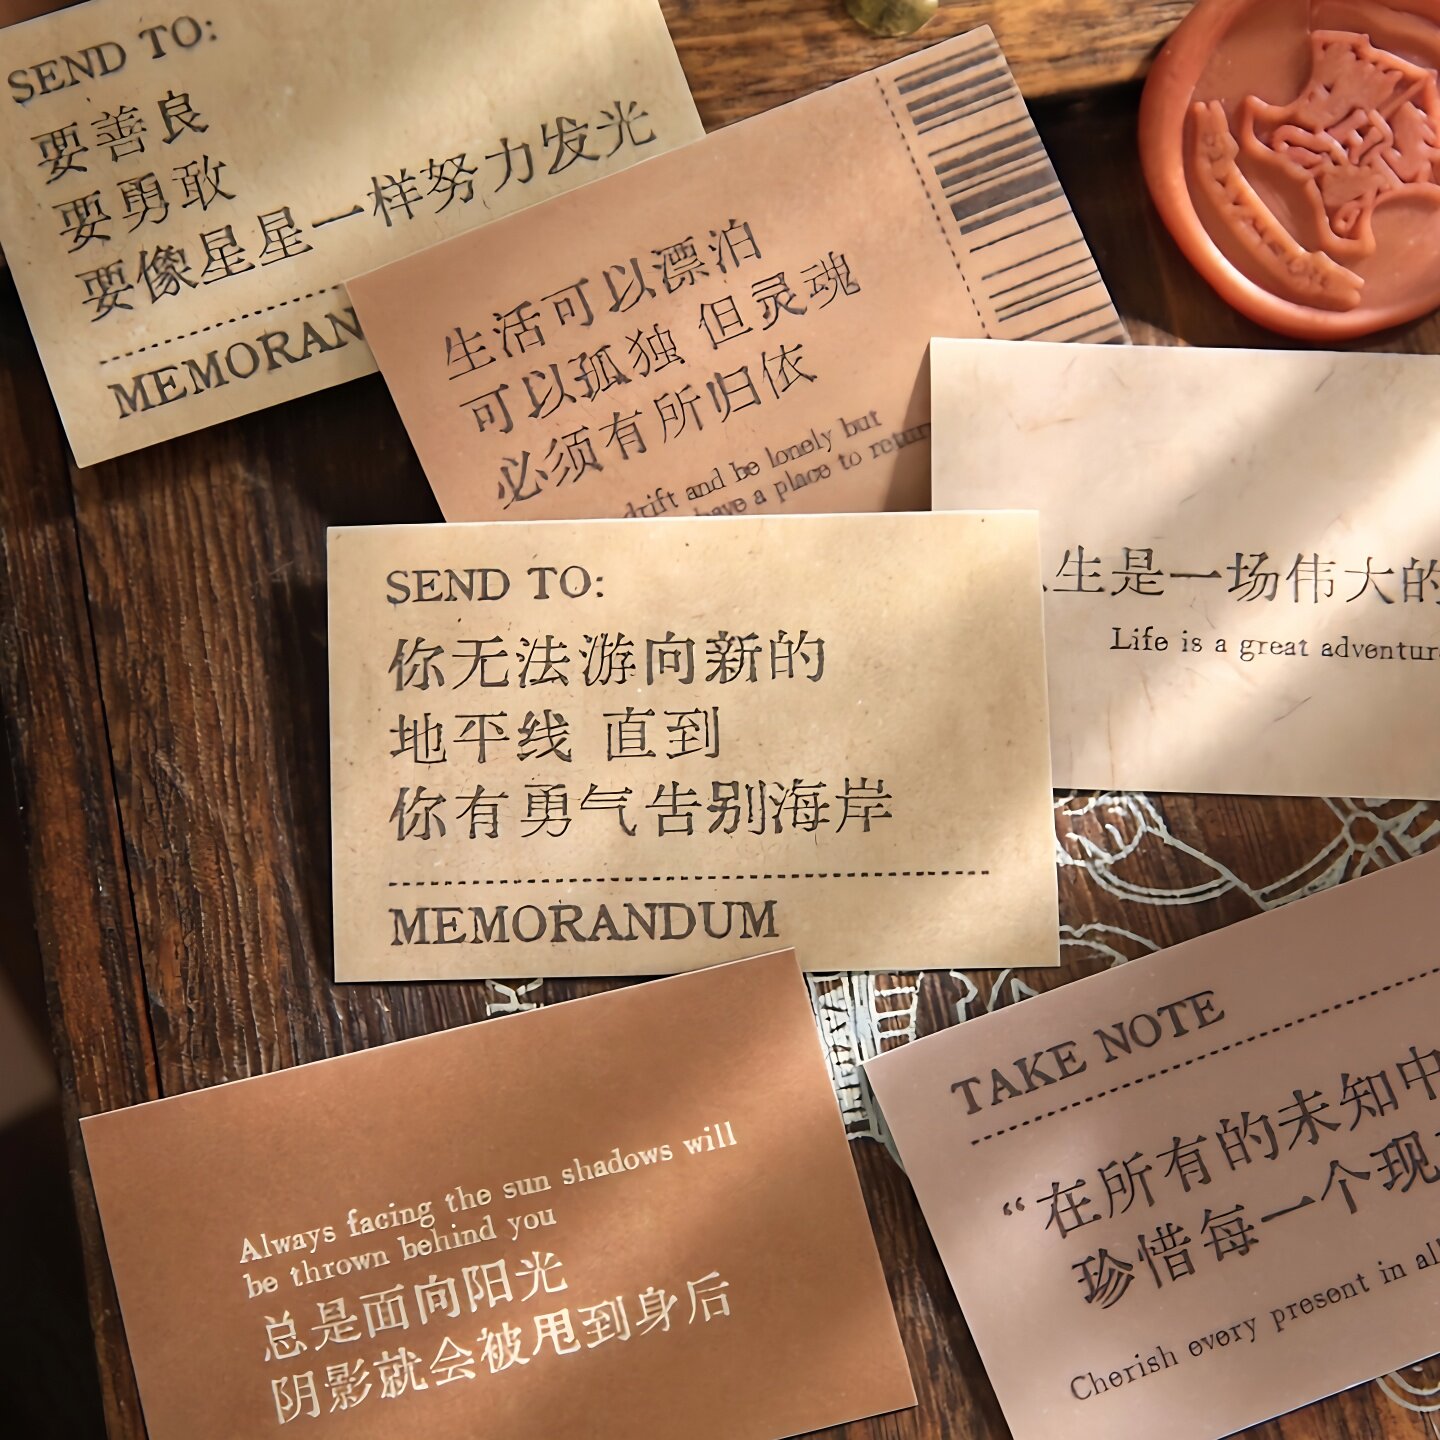 SEND TO:
要善良
要勇敢
要像星星一样努力发光
生活可以漂泊
可以孤独 但灵魂
必须有所归依
drift and be lonely but
have a place to return
生是一场伟大的
Life is a great
SEND TO:
你无法游向新的
地平线 直到
你有勇气告别海岸
MEMORANDUM
Always facing the sun shadows will
be thrown behind you
总是面向阳光
阴影就会被甩到身后
TAKE NOTE
“在所有的未知中
珍惜每一个现
Cherish every present in